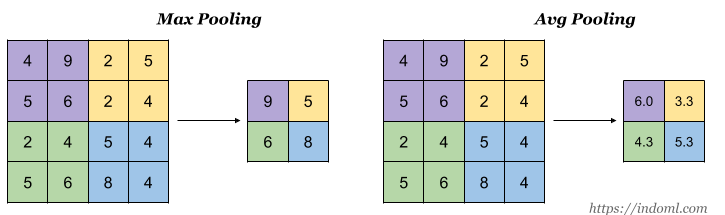 Max Pooling
4 9 2 5
5 6 2 4
2 4 5 4
5 6 8 4
9 5
6 8
Avg Pooling
4 9 2 5
5 6 2 4
2 4 5 4
5 6 8 4
6.0 3.3
4.3 5.3
https://indoml.com